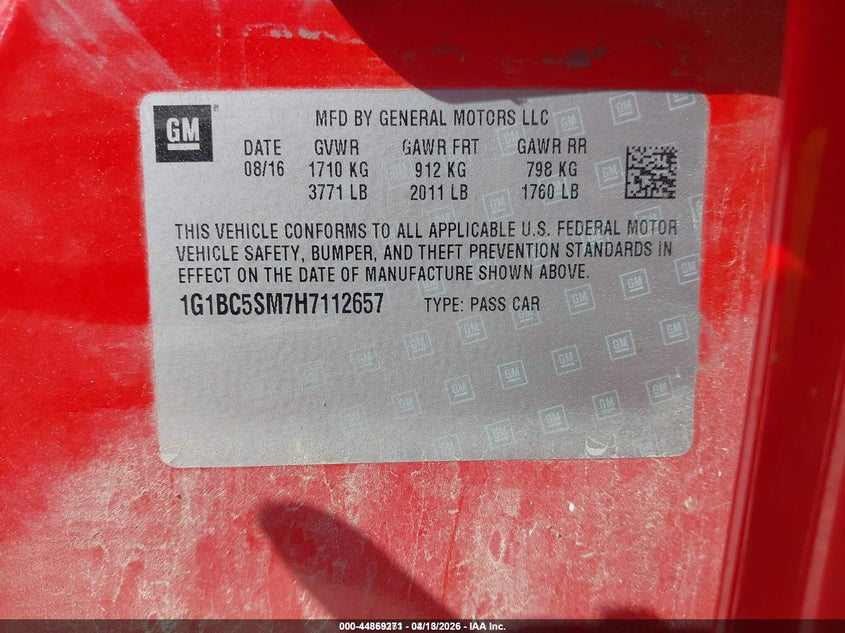 GM
MFD BY GENERAL MOTORS LLC
DATE GVWR GAWR FRT GAWR RR
08/16 1710 KG 912 KG 798 KG
3771 LB 2011 LB 1760 LB
THIS VEHICLE CONFORMS TO ALL APPLICABLE U.S. FEDERAL MOTOR
VEHICLE SAFETY, BUMPER, AND THEFT PREVENTION STANDARDS IN
EFFECT ON THE DATE OF MANUFACTURE SHOWN ABOVE.
1G1BC5SM7H7112657 TYPE: PASS CAR
04/18/2026 - IAA Inc.